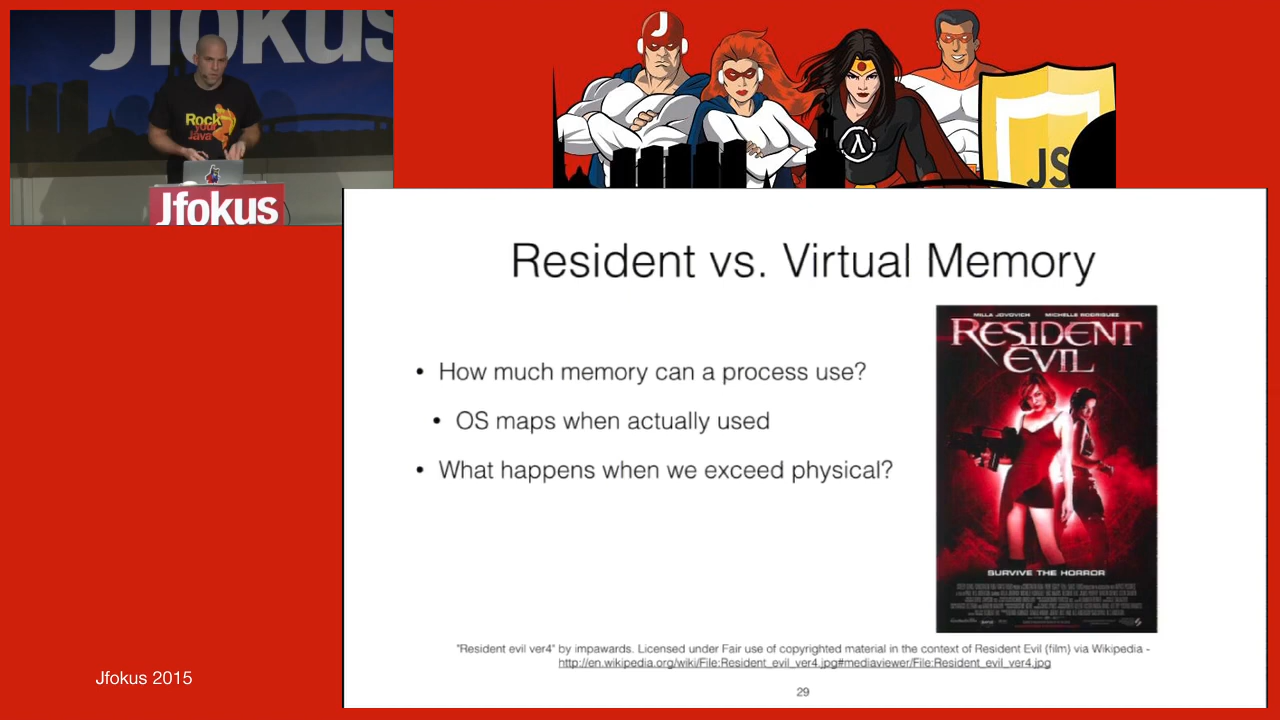 Jfokus
Rock
your
Java
Jfokus
J
JS
Resident vs. Virtual Memory
• How much memory can a process use?
• OS maps when actually used
• What happens when we exceed physical?
MILLA JOVOVICH MICHELLE RODRIGUEZ
RESIDENT
EVIL
SURVIVE THE HORROR
"Resident evil ver4" by impawards. Licensed under Fair use of copyrighted material in the context of Resident Evil (film) via Wikipedia -
http://en.wikipedia.org/wiki/File:Resident_evil_ver4.jpg#mediaviewer/File:Resident_evil_ver4.jpg
29
Jfokus 2015